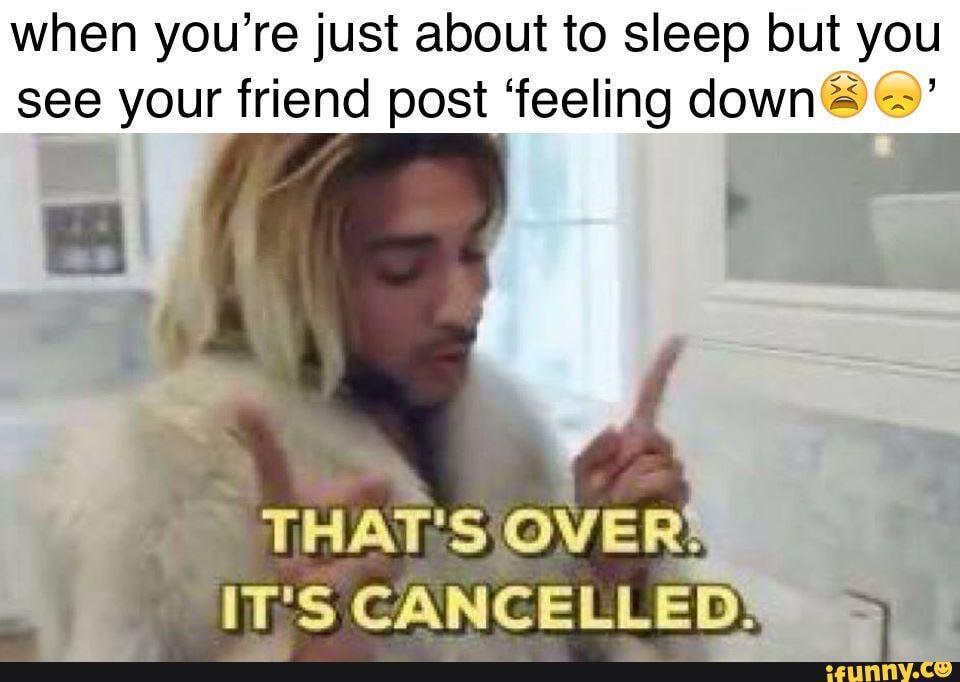 when you’re just about to sleep but you
see your friend post ‘feeling down😫😞’
THAT'S OVER.
IT'S CANCELLED.
ifunny.co